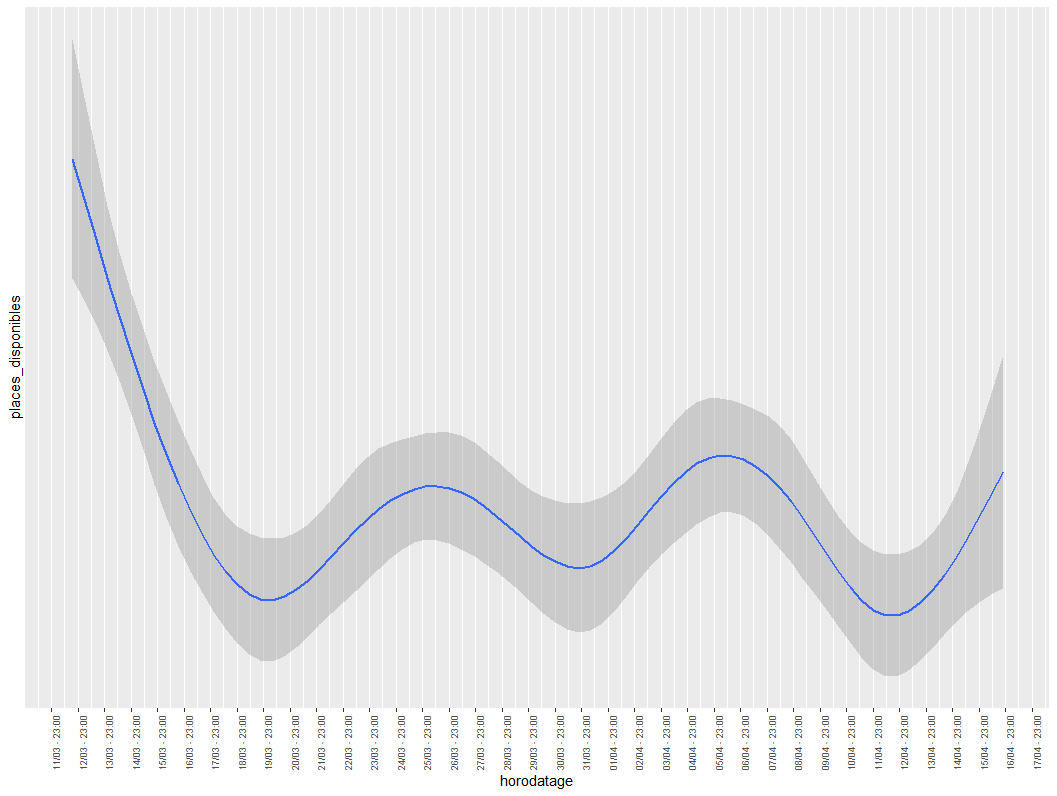 places_disponibles
11/03 - 23:00
12/03 - 23:00
13/03 - 23:00
14/03 - 23:00
15/03 - 23:00
16/03 - 23:00
17/03 - 23:00
18/03 - 23:00
19/03 - 23:00
20/03 - 23:00
21/03 - 23:00
22/03 - 23:00
23/03 - 23:00
24/03 - 23:00
25/03 - 23:00
26/03 - 23:00
27/03 - 23:00
28/03 - 23:00
29/03 - 23:00
30/03 - 23:00
31/03 - 23:00
01/04 - 23:00
02/04 - 23:00
03/04 - 23:00
04/04 - 23:00
05/04 - 23:00
06/04 - 23:00
07/04 - 23:00
08/04 - 23:00
09/04 - 23:00
10/04 - 23:00
11/04 - 23:00
12/04 - 23:00
13/04 - 23:00
14/04 - 23:00
15/04 - 23:00
16/04 - 23:00
17/04 - 23:00
horodatage